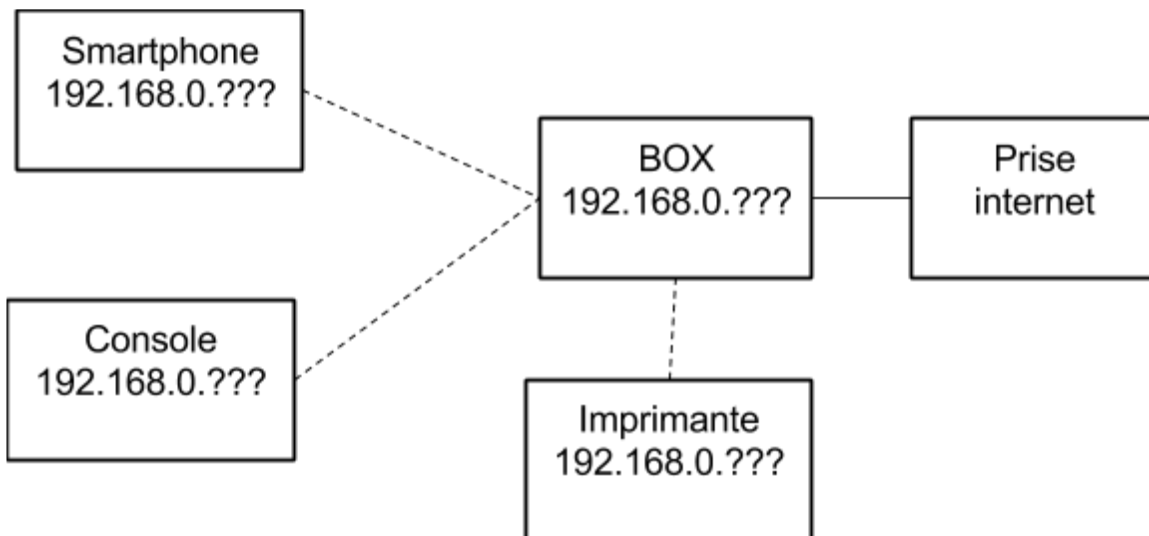 Smartphone
192.168.0.???
BOX
192.168.0.???
Prise
internet
Console
192.168.0.???
Imprimante
192.168.0.???